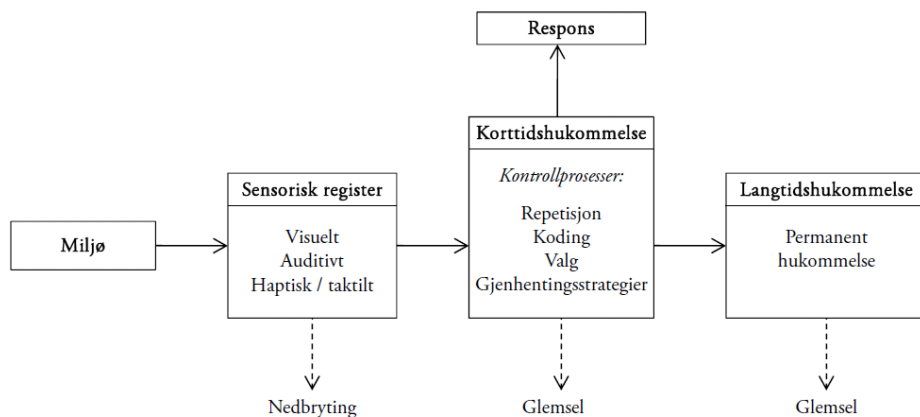 Respons
Korttidshukommelse
Kontrollprosesser:
Repetisjon
Koding
Valg
Gjenhentingsstrategier
Sensorisk register
Visuelt
Auditivt
Haptisk / taktilt
Langtidshukommelse
Permanent
hukommelse
Miljø
Nedbryting
Glemsel
Glemsel